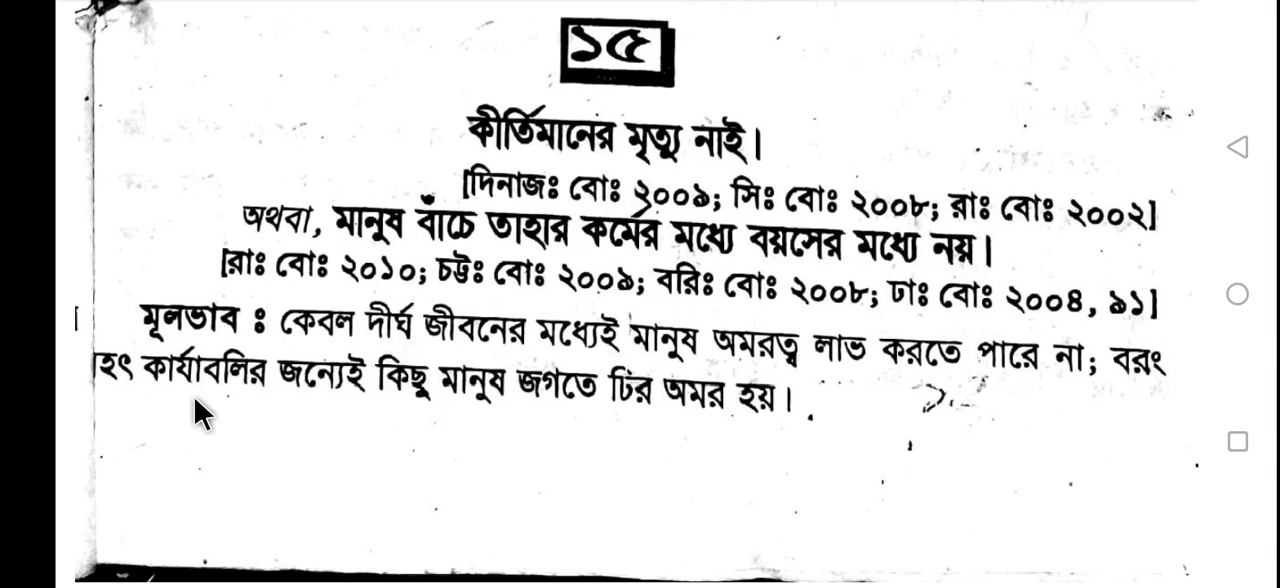 ১৫
কীর্তিমানের মৃত্যু নাই।
[দিনাজঃ বোঃ ২০০৯; সিঃ বোঃ ২০০৮; রাঃ বোঃ ২০০২]
অথবা, মানুষ বাঁচে তাহার কর্মের মধ্যে বয়সের মধ্যে নয়।
[রাঃ বোঃ ২০১০; চট্টঃ বোঃ ২০০৯; বরিঃ বোঃ ২০০৮; ঢাঃ বোঃ ২০০৪, ৯১]
মূলভাব ঃ কেবল দীর্ঘ জীবনের মধ্যেই মানুষ অমরত্ব লাভ করতে পারে না; বরং
কার্যাবলির জন্যেই কিছু মানুষ জগতে চির অমর হয়।